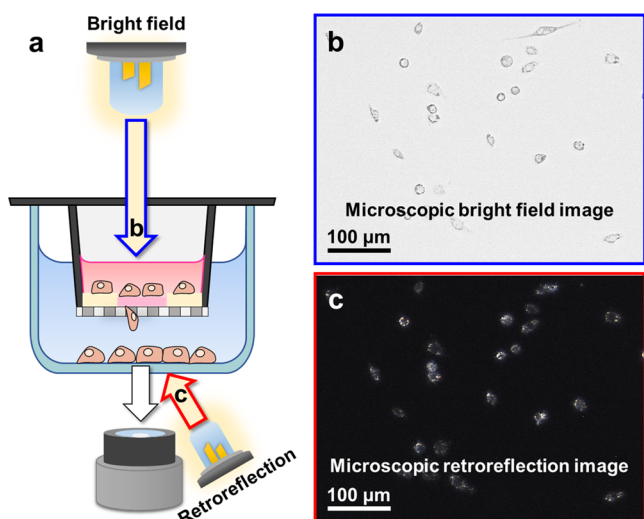 a
Bright field
b
c
Retroreflection
b
Microscopic bright field image
100 μm
c
Microscopic retroreflection image
100 μm